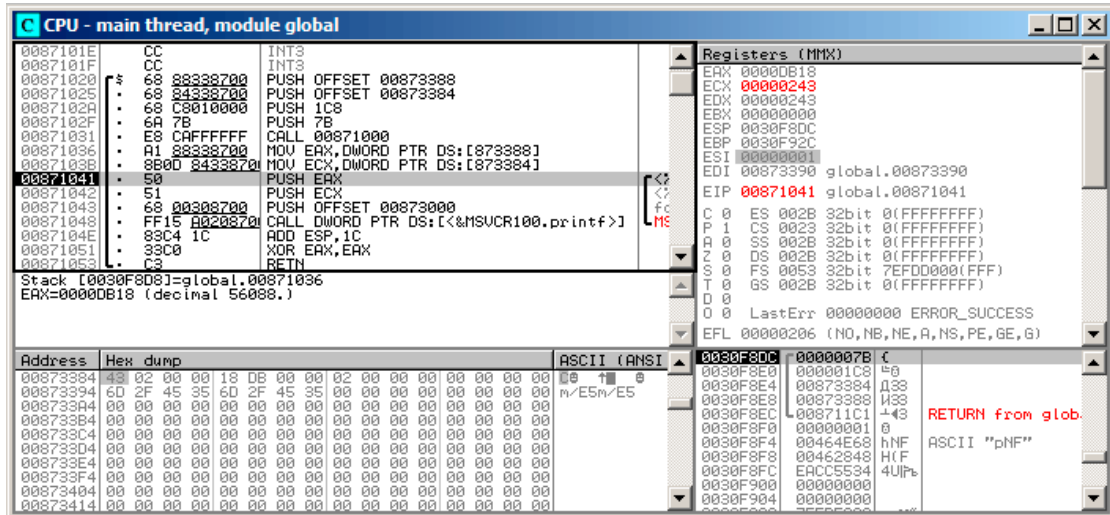 C CPU - main thread, module global
0087101E CC INT3
0087101F CC INT3
00871020 $ 68 88338700 PUSH OFFSET 00873388
00871025 . 68 84338700 PUSH OFFSET 00873384
0087102A . 68 C8010000 PUSH 1C8
0087102F . 6A 7B PUSH 7B
00871031 . E8 CAFFFFFF CALL 00871000
00871036 . A1 88338700 MOV EAX,DWORD PTR DS:[873388]
0087103B . 8B0D 84338700 MOV ECX,DWORD PTR DS:[873384]
00871041 . 50 PUSH EAX
00871042 . 51 PUSH ECX
00871043 . 68 00308700 PUSH OFFSET 00873000
00871048 . FF15 A0208700 CALL DWORD PTR DS:[<&MSVCR100.printf>]
0087104E . 83C4 1C ADD ESP,1C
00871051 . 33C0 XOR EAX,EAX
00871053 . C3 RETN
Stack [0030F8D8]=global.00871036
EAX=0000DB18 (decimal 56088.)
Registers (MMX)
EAX 0000DB18
ECX 00000243
EDX 00000243
EBX 00000000
ESP 0030F8DC
EBP 0030F92C
ESI 00000001
EDI 00873390 global.00873390
EIP 00871041 global.00871041
C 0 ES 002B 32bit 0(FFFFFFFF)
P 1 CS 0023 32bit 0(FFFFFFFF)
A 0 SS 002B 32bit 0(FFFFFFFF)
Z 0 DS 002B 32bit 0(FFFFFFFF)
S 0 FS 0053 32bit 7EFDD000(FFF)
T 0 GS 002B 32bit 0(FFFFFFFF)
D 0
O 0 LastErr 00000000 ERROR_SUCCESS
EFL 00000206 (NO,NB,NE,A,NS,PE,GE,G)
Address Hex dump ASCII (ANSI
00873384 43 02 00 00 18 DB 00 00 02 00 00 00 00 00 00 00
00873394 6D 2F 45 35 6D 2F 45 35 00 00 00 00 00 00 00 00 m/E5m/E5
008733A4 00 00 00 00 00 00 00 00 00 00 00 00 00 00 00 00
008733B4 00 00 00 00 00 00 00 00 00 00 00 00 00 00 00 00
008733C4 00 00 00 00 00 00 00 00 00 00 00 00 00 00 00 00
008733D4 00 00 00 00 00 00 00 00 00 00 00 00 00 00 00 00
008733E4 00 00 00 00 00 00 00 00 00 00 00 00 00 00 00 00
008733F4 00 00 00 00 00 00 00 00 00 00 00 00 00 00 00 00
00873404 00 00 00 00 00 00 00 00 00 00 00 00 00 00 00 00
00873414 00 00 00 00 00 00 00 00 00 00 00 00 00 00 00 00
0030F8DC 0000007B {
0030F8E0 000001C8
0030F8E4 00873384 Д33
0030F8E8 00873388 И33
0030F8EC 008711C1 RETURN from glob
0030F8F0 00000001
0030F8F4 00464E68 hNF ASCII "pNF"
0030F8F8 00462848 H(F
0030F8FC EACC5534
0030F900 00000000
0030F904 00000000